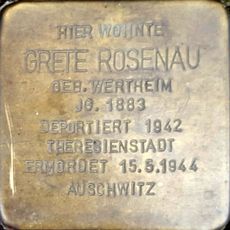 HIER WOHNTE
GRETE ROSENAU
GEB. WERTHEIM
JG. 1883
DEPORTIERT 1942
THERESIENSTADT
ERMORDET 15.5.1944
AUSCHWITZ